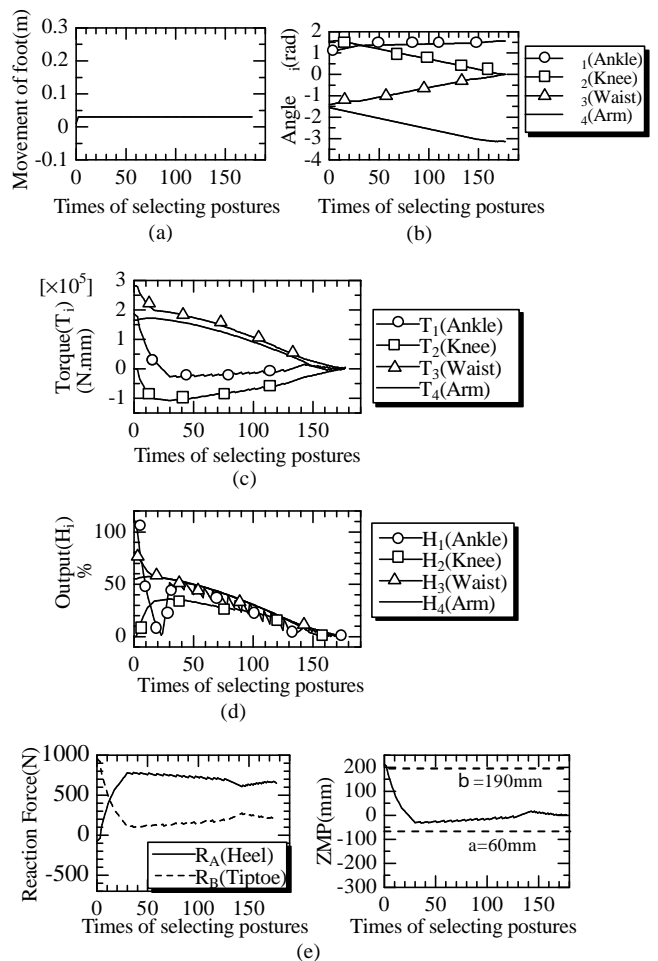 Movement of foot(m)
0.3
0.2
0.1
0
-0.1
0 50 100 150
Times of selecting postures
(a)
Angle i(rad)
2
1
0
-1
-2
-3
-4
0 50 100 150
Times of selecting postures
(b)
1(Ankle)
2(Knee)
3(Waist)
4(Arm)
[×10⁵]
Torque(Ti)
(N.mm)
3
2
1
0
-1
0 50 100 150
Times of selecting postures
(c)
T1(Ankle)
T2(Knee)
T3(Waist)
T4(Arm)
Output(Hi)
%
100
50
0
0 50 100 150
Times of selecting postures
(d)
H1(Ankle)
H2(Knee)
H3(Waist)
H4(Arm)
Reaction Force(N)
1000
500
0
-500
RA(Heel)
RB(Tiptoe)
0 50 100 150
Times of selecting postures
ZMP(mm)
200
100
0
-100
-200
-300
b=190mm
a=60mm
0 50 100 150
Times of selecting postures
(e)